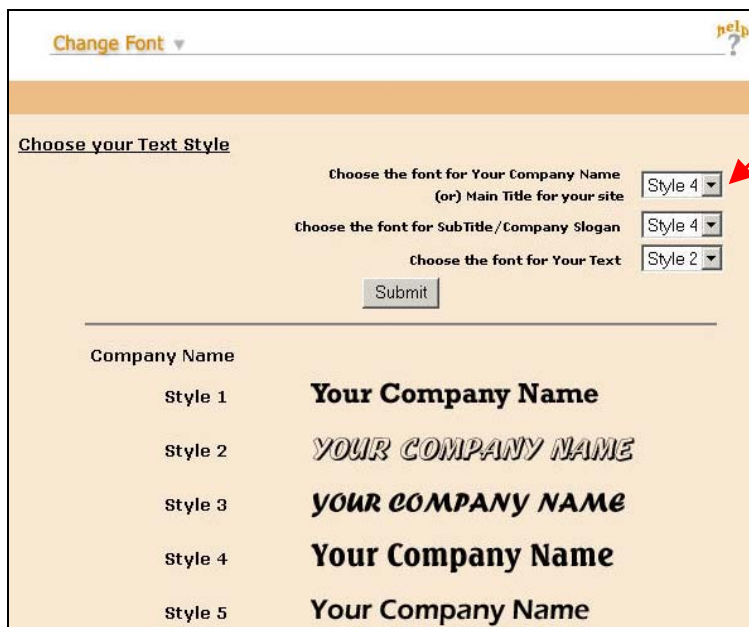 Change Font
help
?
Choose your Text Style
Choose the font for Your Company Name
(or) Main Title for your site
Style 4
Choose the font for SubTitle/Company Slogan
Style 4
Choose the font for Your Text
Style 2
Submit
Company Name
Style 1 Your Company Name
Style 2 YOUR COMPANY NAME
Style 3 YOUR COMPANY NAME
Style 4 Your Company Name
Style 5 Your Company Name